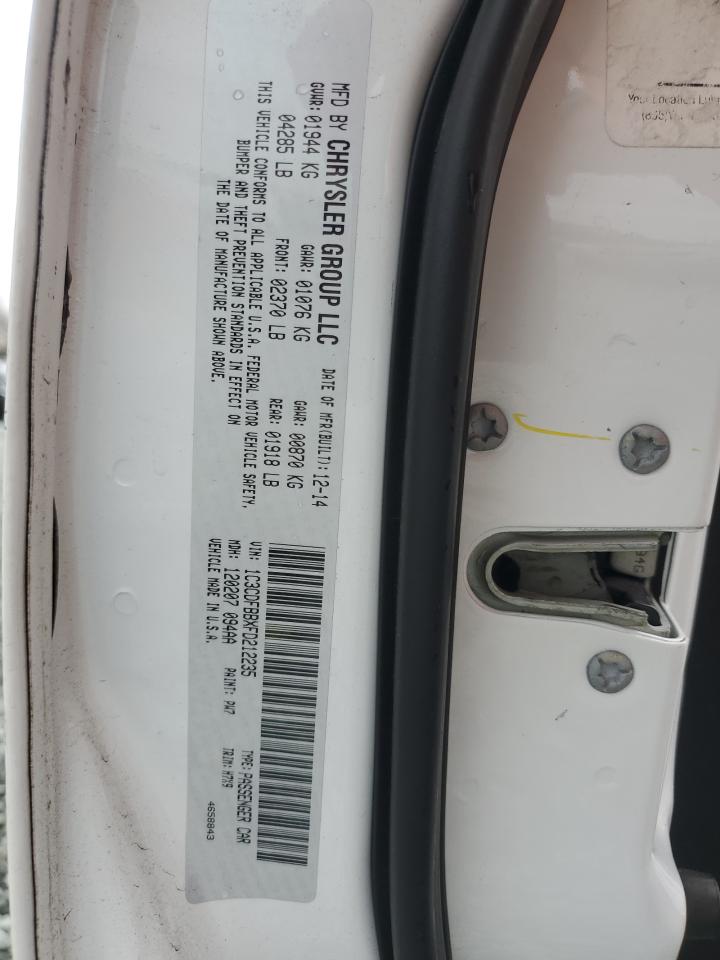 MFD BY CHRYSLER GROUP LLC DATE OF MFR(BUILT):12-14
GVWR: 01944 KG GAWR: 01076 KG GAWR: 00870 KG
04285 LB FRONT: 02370 LB REAR: 01918 LB
THIS VEHICLE CONFORMS TO ALL APPLICABLE U.S.A. FEDERAL MOTOR VEHICLE SAFETY,
BUMPER AND THEFT PREVENTION STANDARDS IN EFFECT ON
THE DATE OF MANUFACTURE SHOWN ABOVE.
VIN: 1C3CDFBBXFD212235 TYPE: PASSENGER CAR
MDH: 120207 094AA PAINT: PW7 TRIM: H7X9
VEHICLE MADE IN U.S.A. 4658843
94G